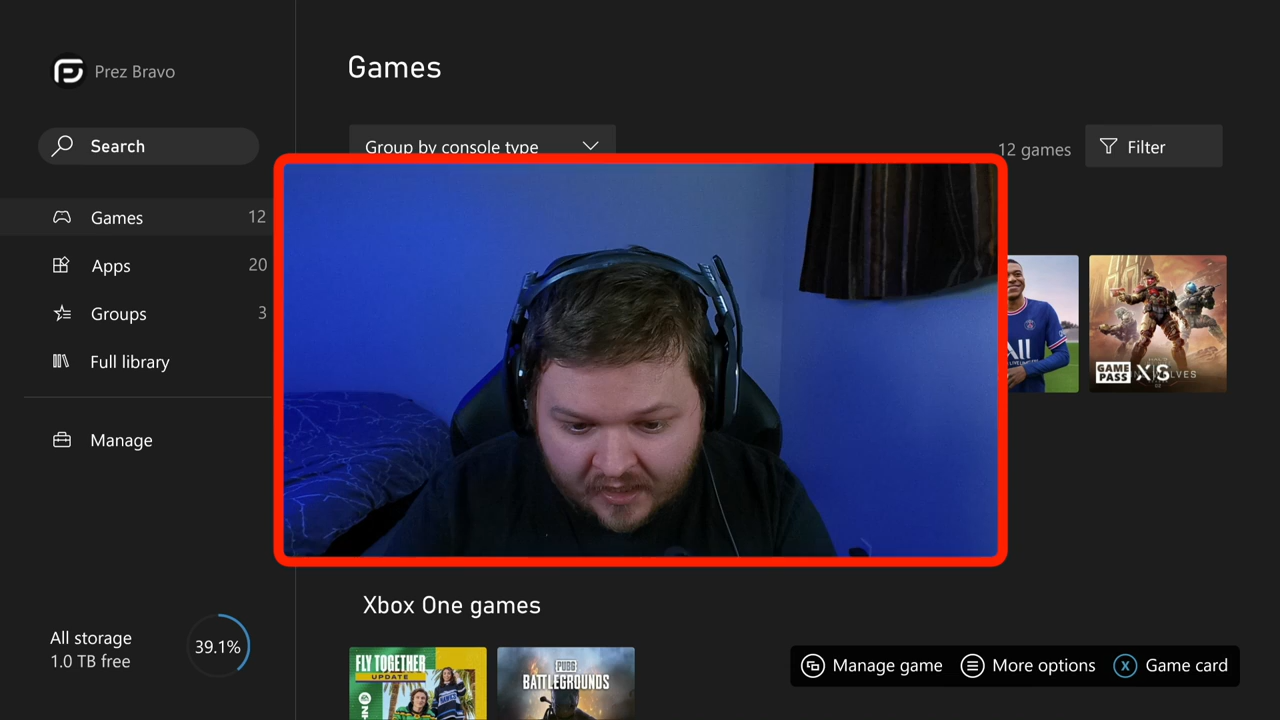 Prez Bravo
Games
Search
Group by console type
12 games
Filter
Games 12
Apps 20
Groups 3
Full library
Manage
GAME
PASS
X|S
All storage
1.0 TB free
39.1%
Xbox One games
FLY TOGETHER
UPDATE
PUBG
BATTLEGROUNDS
Manage game
More options
X Game card